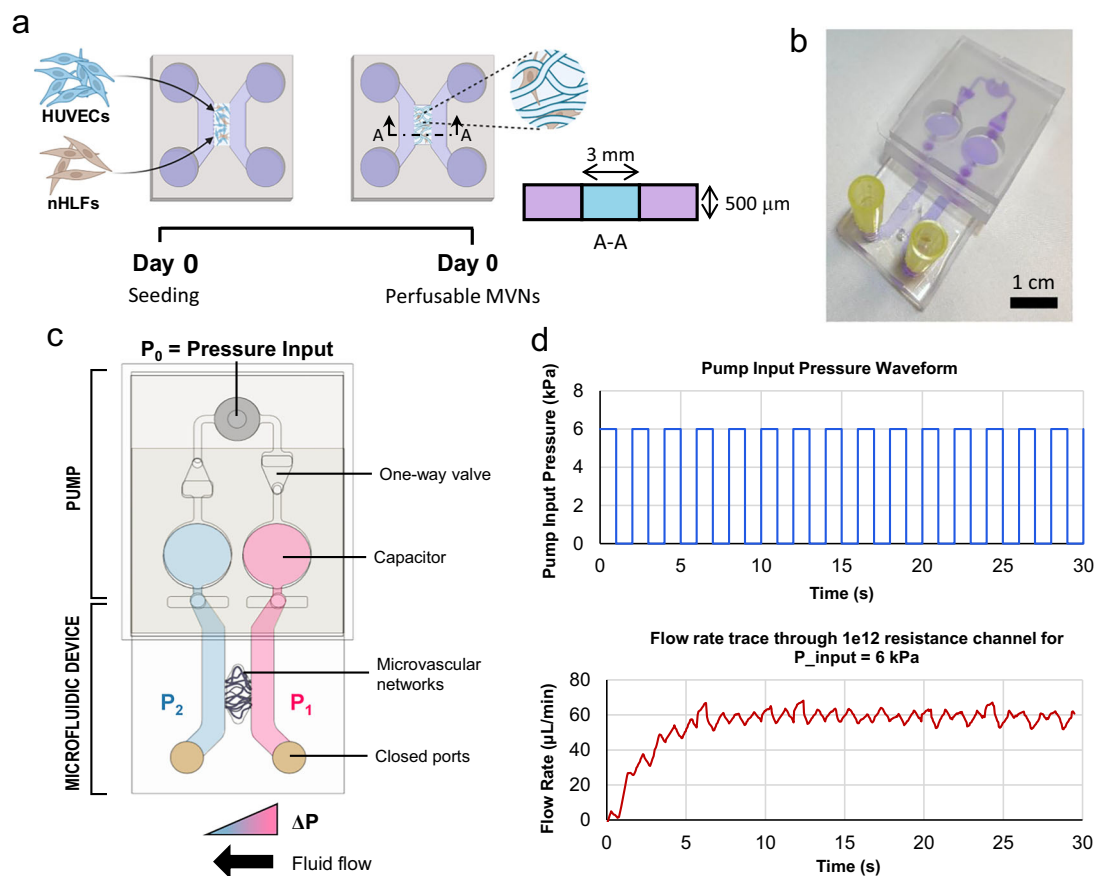 a
HUVECs
nHLFs
A
A
3 mm
500 μm
A-A
Day 0
Seeding
Day 0
Perfusable MVNs
b
1 cm
c
P0 = Pressure Input
PUMP
One-way valve
Capacitor
MICROFLUIDIC DEVICE
Microvascular
networks
P2
P1
Closed ports
ΔP
Fluid flow
d
Pump Input Pressure Waveform
Pump Input Pressure (kPa)
8
6
4
2
0
0 5 10 15 20 25 30
Time (s)
Flow rate trace through 1e12 resistance channel for
P_input = 6 kPa
Flow Rate (μL/min)
80
60
40
20
0
0 5 10 15 20 25 30
Time (s)